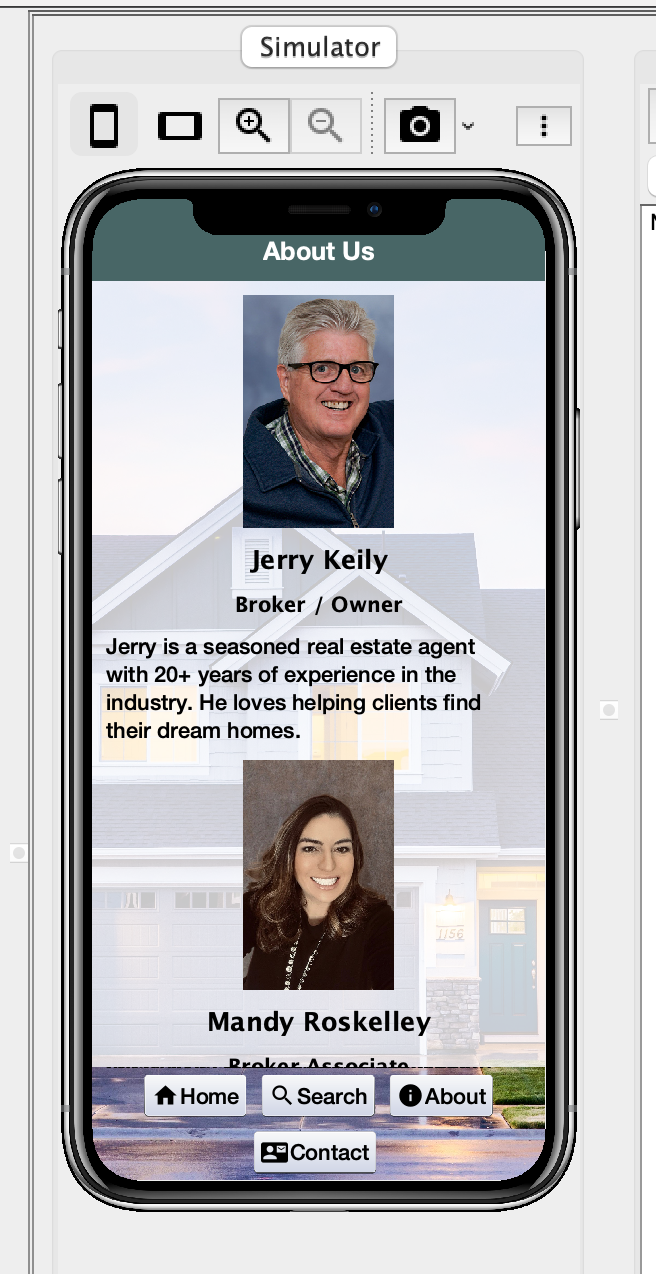 Simulator
About Us
Jerry Keily
Broker / Owner
Jerry is a seasoned real estate agent
with 20+ years of experience in the
industry. He loves helping clients find
their dream homes.
1156
Mandy Roskelley
Broker Associate
Home Search About
Contact